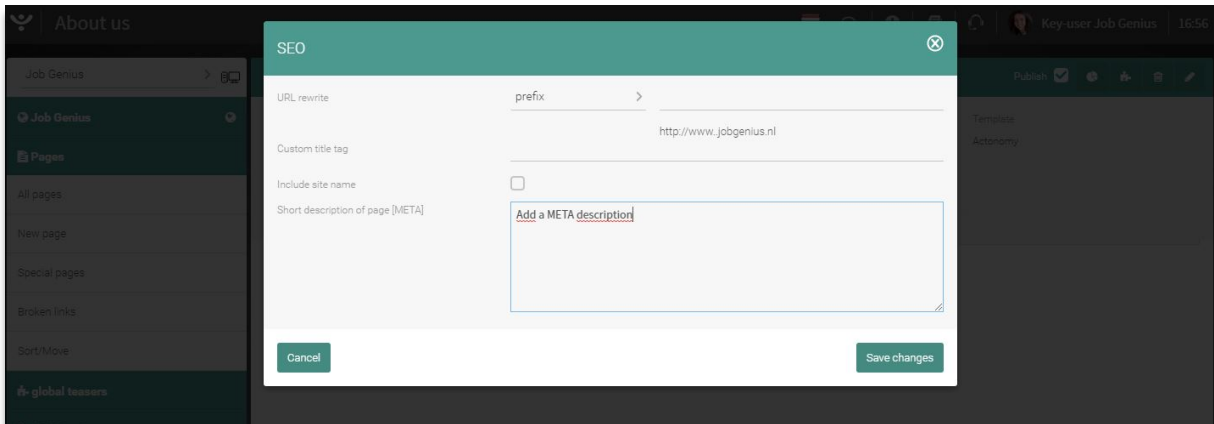 About us
Key-user Job Genius
16:56
SEO
Job Genius
Publish
URL rewrite
prefix
http://www..jobgenius.nl
Job Genius
Template
Actonomy
Custom title tag
Pages
All pages
Include site name
Short description of page [META]
Add a META description
New page
Special pages
Broken links
Sort/Move
Cancel
Save changes
global teasers